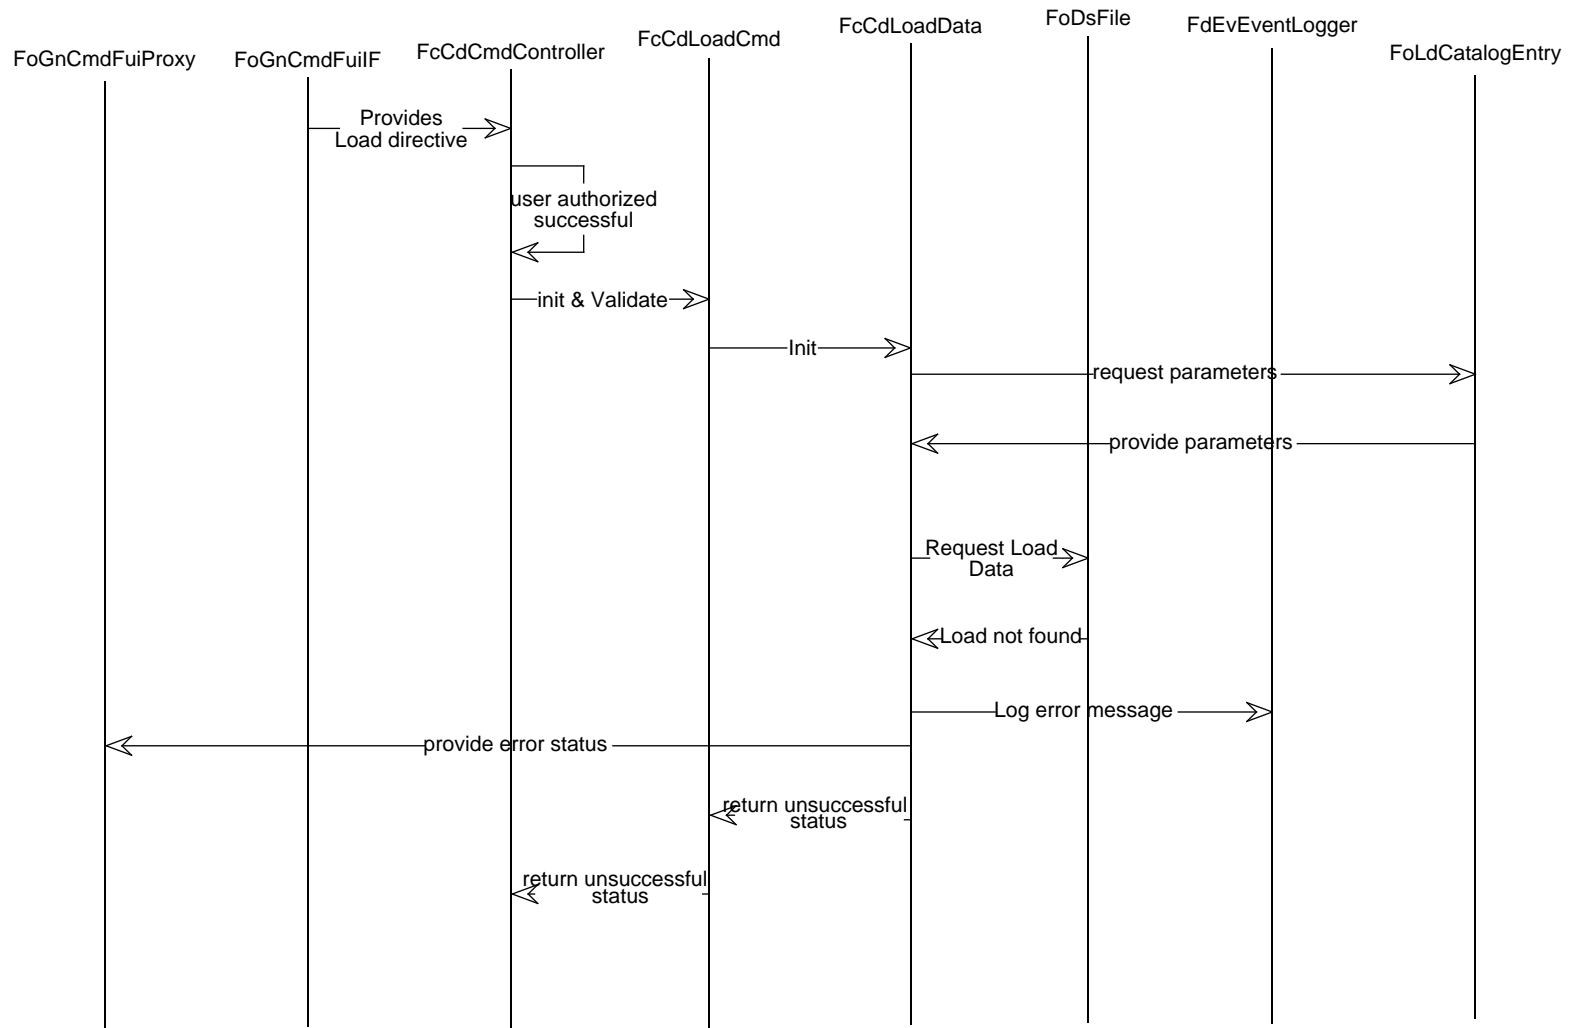 FoGnCmdFuiProxy
FoGnCmdFuiIF
FcCdCmdController
FcCdLoadCmd
FcCdLoadData
FoDsFile
FdEvEventLogger
FoLdCatalogEntry
Provides
Load directive
user authorized
successful
init & Validate
Init
request parameters
provide parameters
Request Load
Data
Load not found
Log error message
provide error status
return unsuccessful
status
return unsuccessful
status